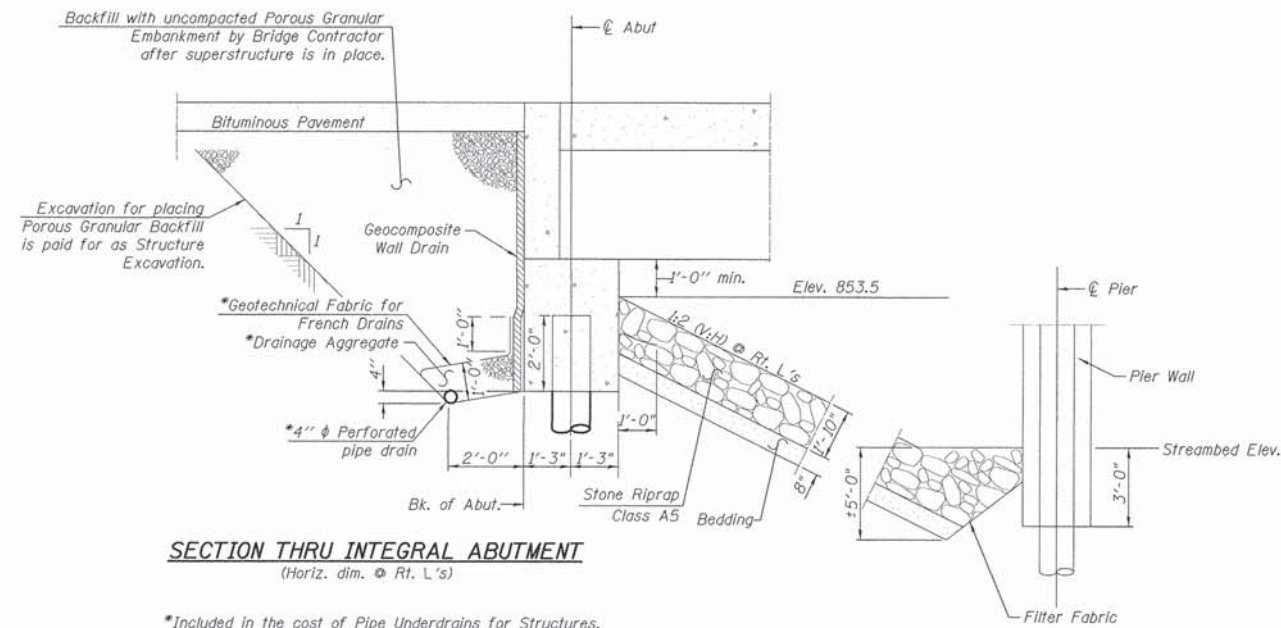 Backfill with uncompacted Porous Granular
Embankment by Bridge Contractor
after superstructure is in place.
℄ Abut
Bituminous Pavement
Excavation for placing
Porous Granular Backfill
is paid for as Structure
Excavation.
1
1
Geocomposite
Wall Drain
1'-0" min.
Elev. 853.5
℄ Pier
*Geotechnical Fabric for
French Drains
*Drainage Aggregate
1'-0"
2'-0"
1'-0"
4"
1:2 (V:H) @ Rt. L's
Pier Wall
*4" ϕ Perforated
pipe drain
2'-0"
1'-3"
1'-3"
1'-0"
1'-10"
8"
Streambed Elev.
3'-0"
±5'-0"
Bk. of Abut.
Stone Riprap
Class A5
Bedding
Filter Fabric
SECTION THRU INTEGRAL ABUTMENT
(Horiz. dim. @ Rt. L's)
*Included in the cost of Pipe Underdrains for Structures.